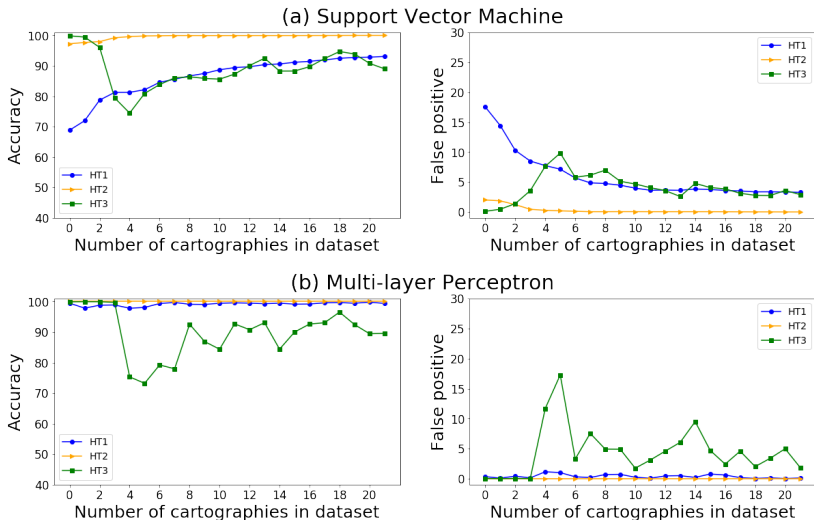 (a) Support Vector Machine
100
90
80
70
60
50
40
Accuracy
HT1
HT2
HT3
0 2 4 6 8 10 12 14 16 18 20
Number of cartographies in dataset
30
25
20
15
10
5
0
False positive
HT1
HT2
HT3
0 2 4 6 8 10 12 14 16 18 20
Number of cartographies in dataset
(b) Multi-layer Perceptron
100
90
80
70
60
50
40
Accuracy
HT1
HT2
HT3
0 2 4 6 8 10 12 14 16 18 20
Number of cartographies in dataset
30
25
20
15
10
5
0
False positive
HT1
HT2
HT3
0 2 4 6 8 10 12 14 16 18 20
Number of cartographies in dataset